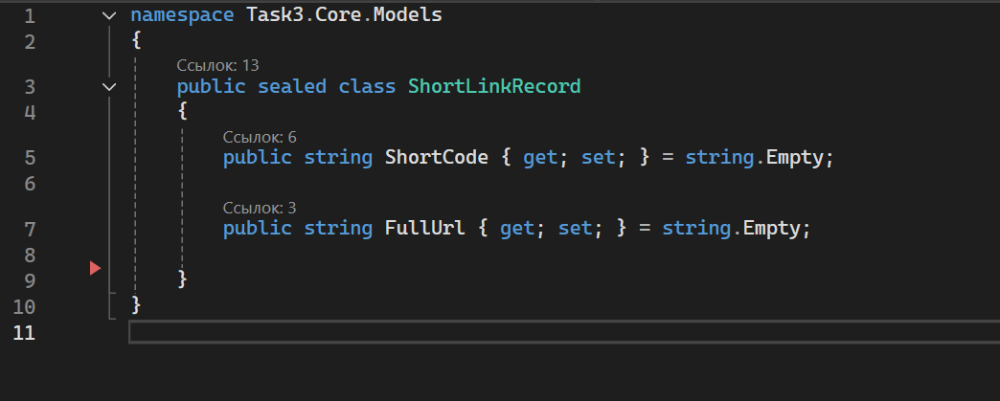 1 namespace Task3.Core.Models
2 {
Ссылок: 13
3 public sealed class ShortLinkRecord
4 {
Ссылок: 6
5 public string ShortCode { get; set; } = string.Empty;
6
Ссылок: 3
7 public string FullUrl { get; set; } = string.Empty;
8
9 }
10 }
11